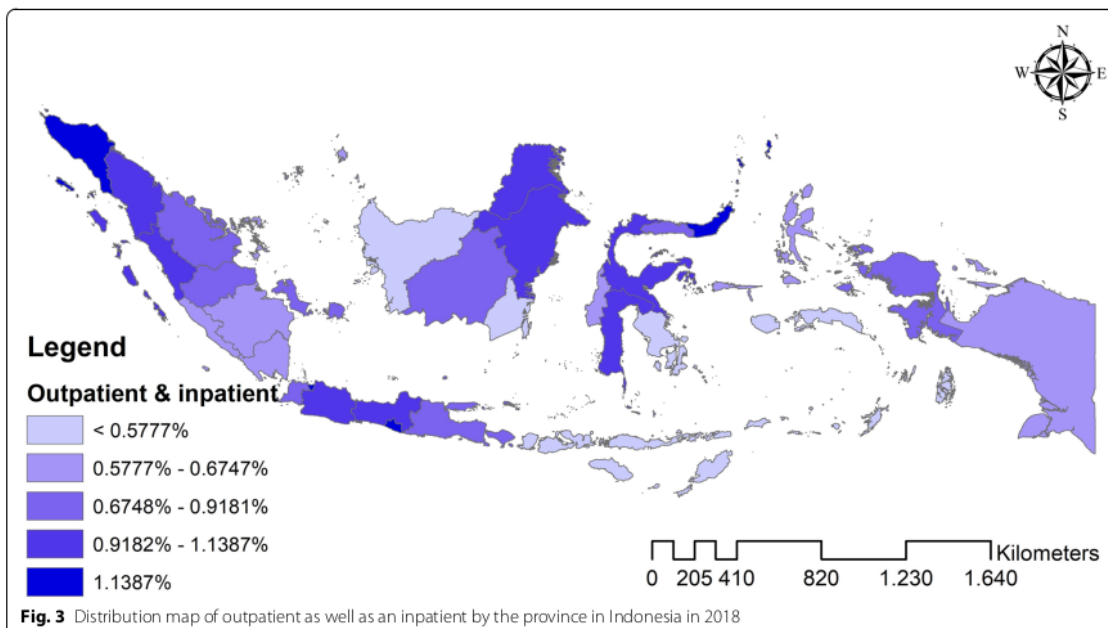 N
W E
S
Legend
Outpatient & inpatient
< 0.5777%
0.5777% - 0.6747%
0.6748% - 0.9181%
0.9182% - 1.1387%
1.1387%
Kilometers
0 205 410 820 1.230 1.640
Fig. 3 Distribution map of outpatient as well as an inpatient by the province in Indonesia in 2018